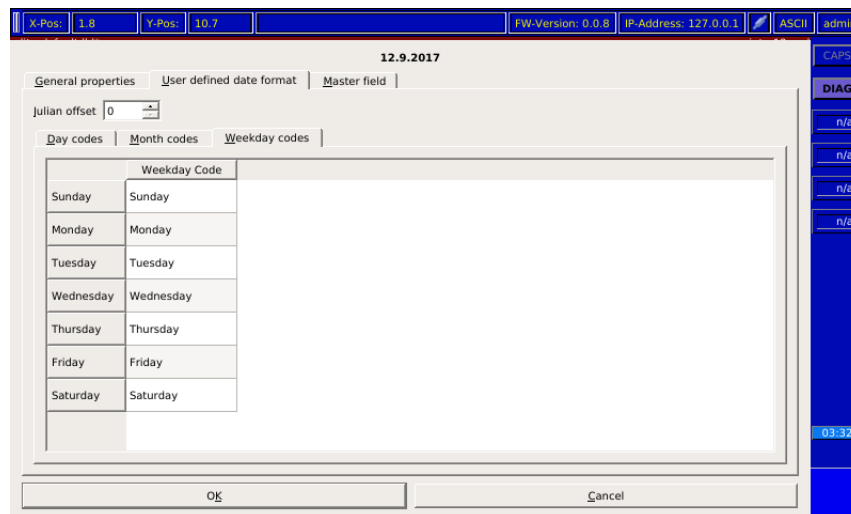 X-Pos: 1.8 Y-Pos: 10.7 FW-Version: 0.0.8 IP-Address: 127.0.0.1 ASCII admi
12.9.2017
CAPS
General properties User defined date format Master field
DIAG
Julian offset 0
n/a
Day codes Month codes Weekday codes
n/a
Weekday Code
Sunday Sunday
n/a
Monday Monday
n/a
Tuesday Tuesday
Wednesday Wednesday
Thursday Thursday
Friday Friday
Saturday Saturday
03:32
OK Cancel